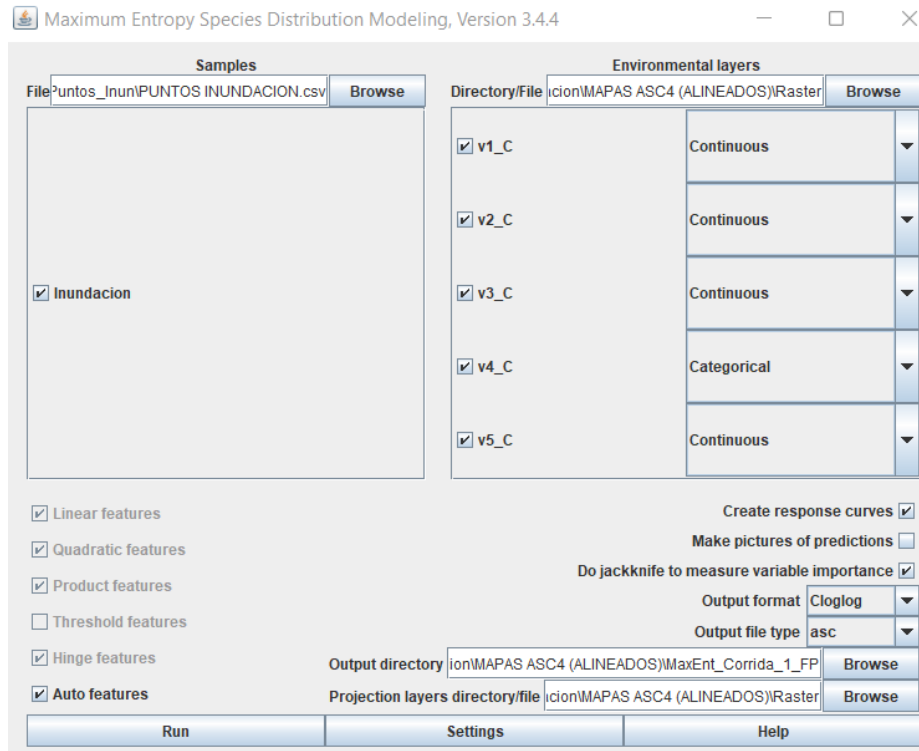 Maximum Entropy Species Distribution Modeling, Version 3.4.4
Samples
File Puntos_Inun\PUNTOS INUNDACION.csv Browse
Inundacion
Environmental layers
Directory/File acion\MAPAS ASC4 (ALINEADOS)\Raster Browse
v1_C Continuous
v2_C Continuous
v3_C Continuous
v4_C Categorical
v5_C Continuous
Linear features
Quadratic features
Product features
Threshold features
Hinge features
Auto features
Create response curves
Make pictures of predictions
Do jackknife to measure variable importance
Output format Cloglog
Output file type asc
Output directory ion\MAPAS ASC4 (ALINEADOS)\MaxEnt_Corrida_1_FP Browse
Projection layers directory/file acion\MAPAS ASC4 (ALINEADOS)\Raster Browse
Run Settings Help